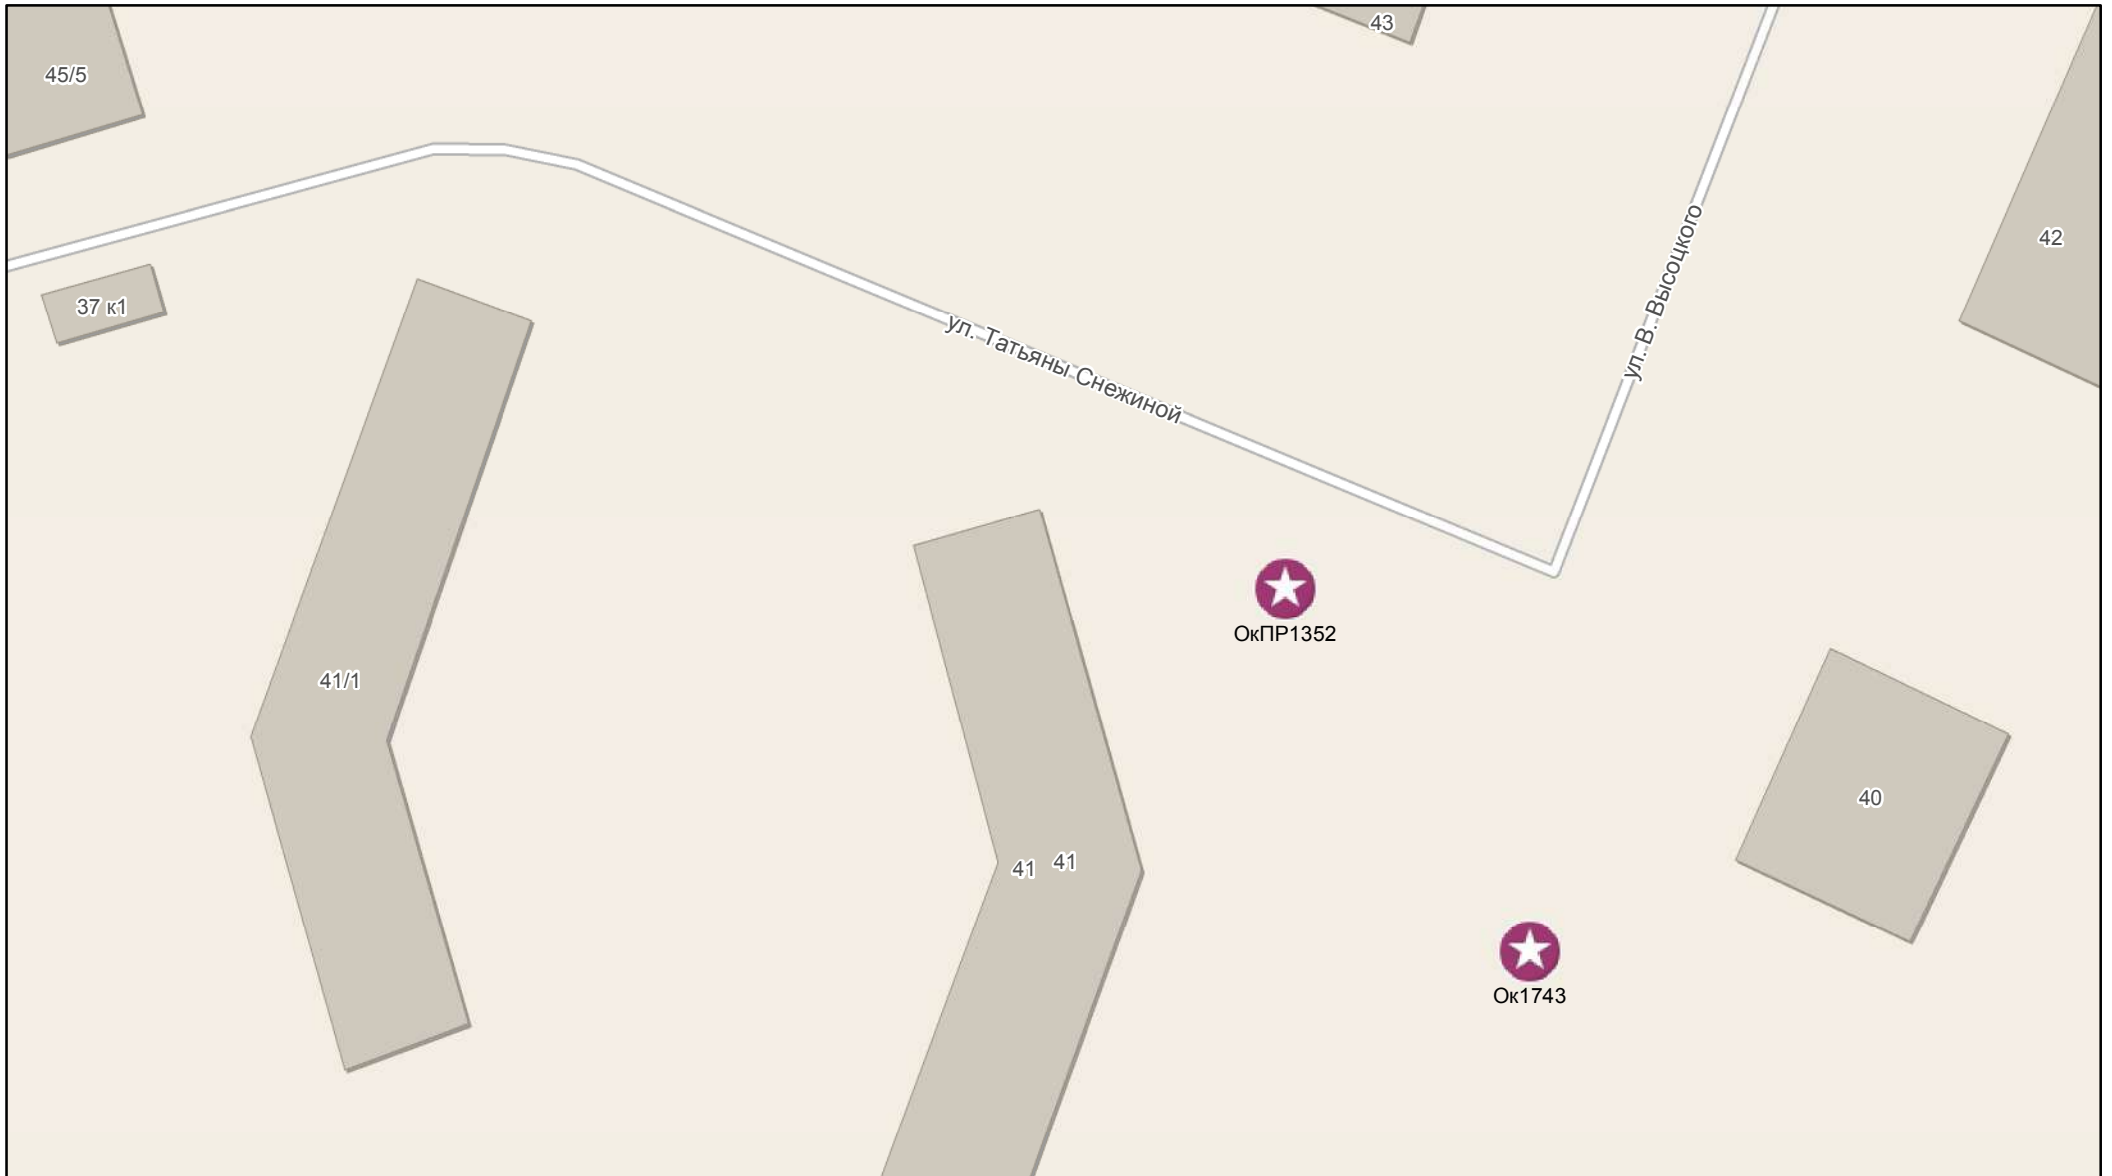 43
45/5
ул. В. Высоцкого
42
37 к1
ул. Татьяны Снежиной
ОкПР1352
41/1
40
41
41
Ок1743